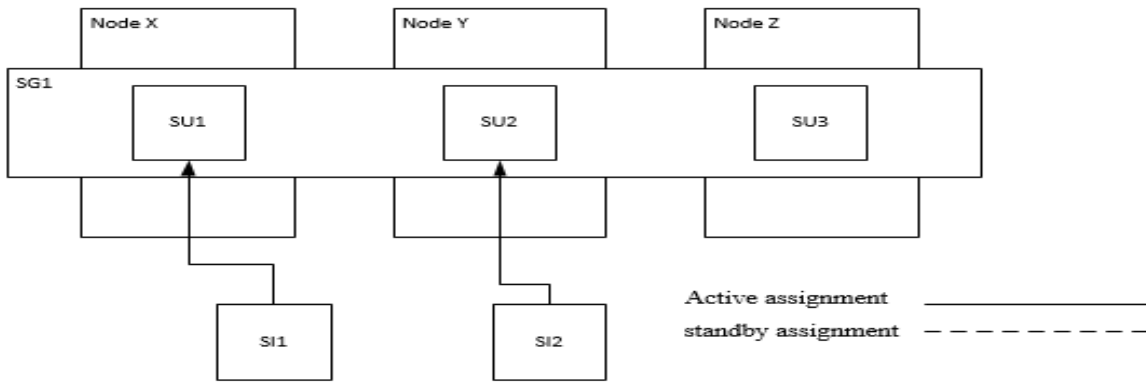 Node X
Node Y
Node Z
SG1
SU1
SU2
SU3
SI1
SI2
Active assignment
standby assignment